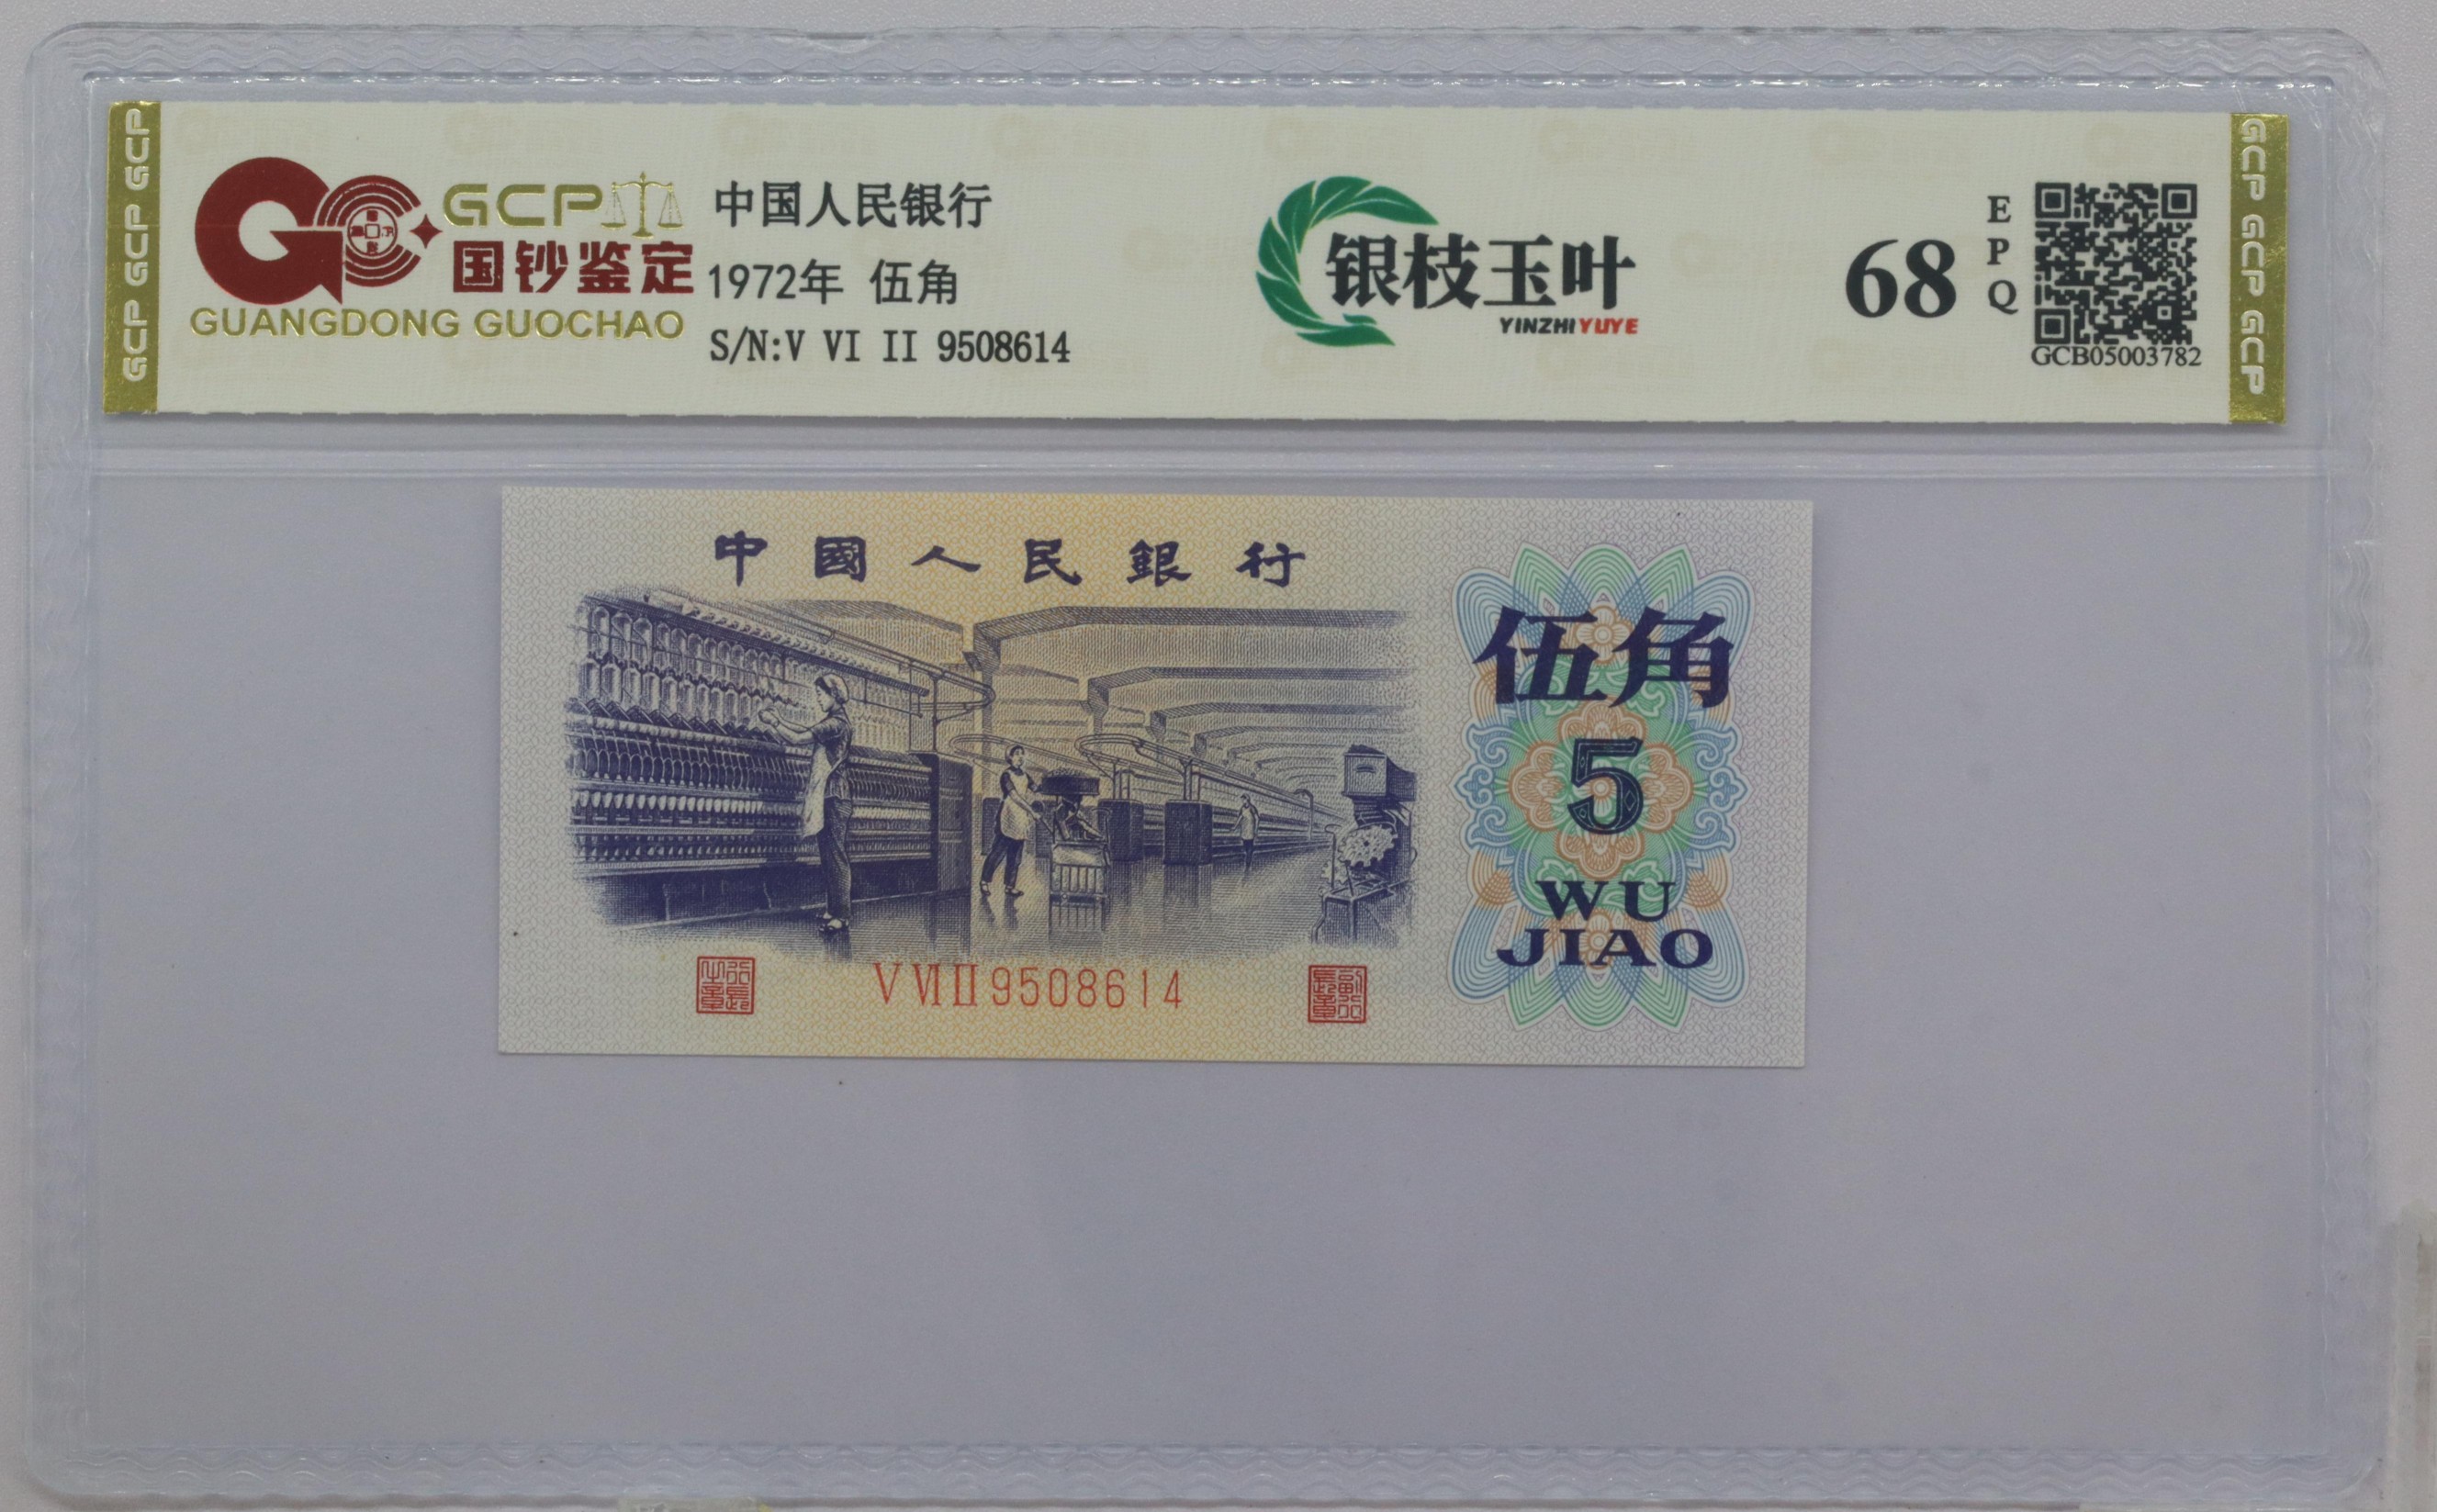 GCP GCP GCP
GCP
国钞鉴定
GUANGDONG GUOCHAO
中国人民银行
1972年 伍角
S/N:V VI II 9508614
银枝玉叶
YINZHIYUYE
68
EPQ
GCB05003782
GCP GCP GCP
中國人民銀行
伍角
5
WU
JIAO
V VI II 9508614